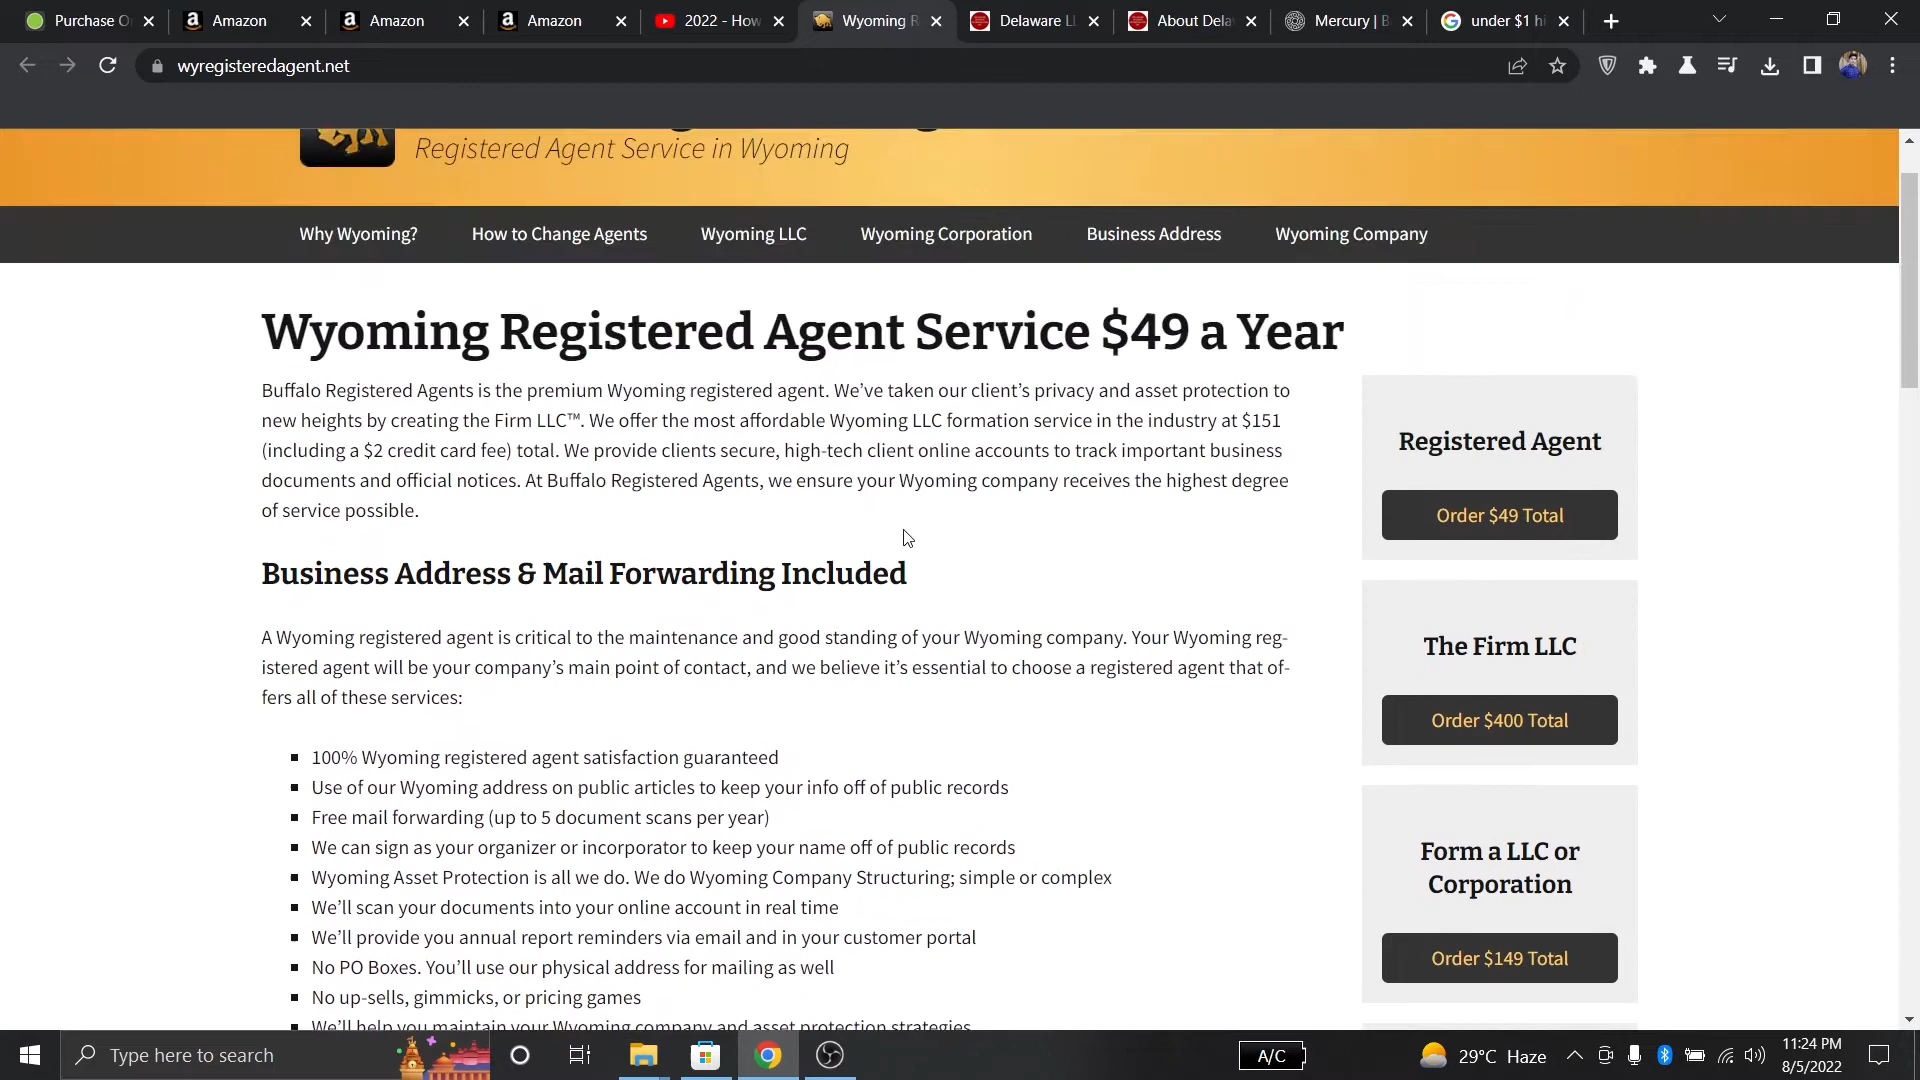 Purchase O
Amazon
Amazon
Amazon
2022 - How
Wyoming R
Delaware LL
About Dela
Mercury | B
under $1 hi
wyregisteredagent.net
Registered Agent Service in Wyoming
Why Wyoming?
How to Change Agents
Wyoming LLC
Wyoming Corporation
Business Address
Wyoming Company
Wyoming Registered Agent Service $49 a Year
Buffalo Registered Agents is the premium Wyoming registered agent. We’ve taken our client’s privacy and asset protection to
new heights by creating the Firm LLC™. We offer the most affordable Wyoming LLC formation service in the industry at $151
(including a $2 credit card fee) total. We provide clients secure, high-tech client online accounts to track important business
documents and official notices. At Buffalo Registered Agents, we ensure your Wyoming company receives the highest degree
of service possible.
Business Address & Mail Forwarding Included
A Wyoming registered agent is critical to the maintenance and good standing of your Wyoming company. Your Wyoming reg-
istered agent will be your company’s main point of contact, and we believe it’s essential to choose a registered agent that of-
fers all of these services:
100% Wyoming registered agent satisfaction guaranteed
Use of our Wyoming address on public articles to keep your info off of public records
Free mail forwarding (up to 5 document scans per year)
We can sign as your organizer or incorporator to keep your name off of public records
Wyoming Asset Protection is all we do. We do Wyoming Company Structuring; simple or complex
We’ll scan your documents into your online account in real time
We’ll provide you annual report reminders via email and in your customer portal
No PO Boxes. You’ll use our physical address for mailing as well
No up-sells, gimmicks, or pricing games
We’ll help you maintain your Wyoming company and asset protection strategies
Registered Agent
Order $49 Total
The Firm LLC
Order $400 Total
Form a LLC or
Corporation
Order $149 Total
Type here to search
A/C
29°C Haze
11:24 PM
8/5/2022